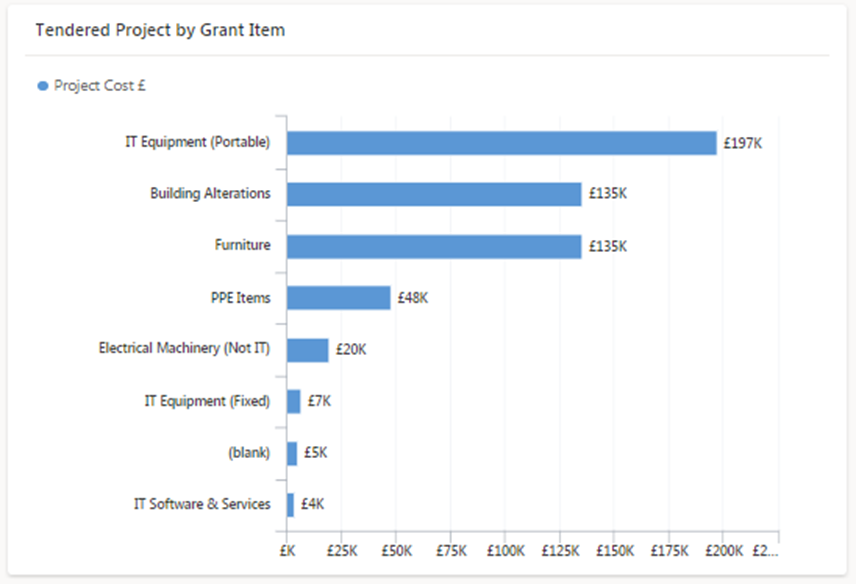 Tendered Project by Grant Item
Project Cost £
IT Equipment (Portable) £197K
Building Alterations £135K
Furniture £135K
PPE Items £48K
Electrical Machinery (Not IT) £20K
IT Equipment (Fixed) £7K
(blank) £5K
IT Software & Services £4K
£K £25K £50K £75K £100K £125K £150K £175K £200K £2...